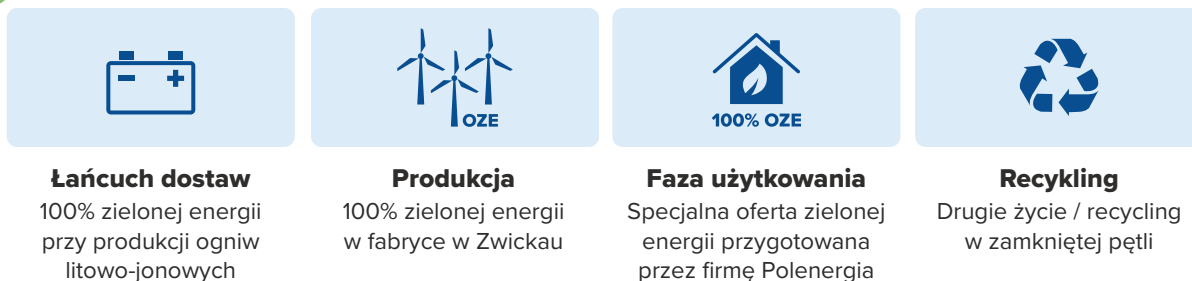 OZE
100% OZE
Łańcuch dostaw
100% zielonej energii
przy produkcji ogniw
litowo-jonowych
Produkcja
100% zielonej energii
w fabryce w Zwickau
Faza użytkowania
Specjalna oferta zielonej
energii przygotowana
przez firmę Polenergia
Recykling
Drugie życie / recycling
w zamkniętej pętli